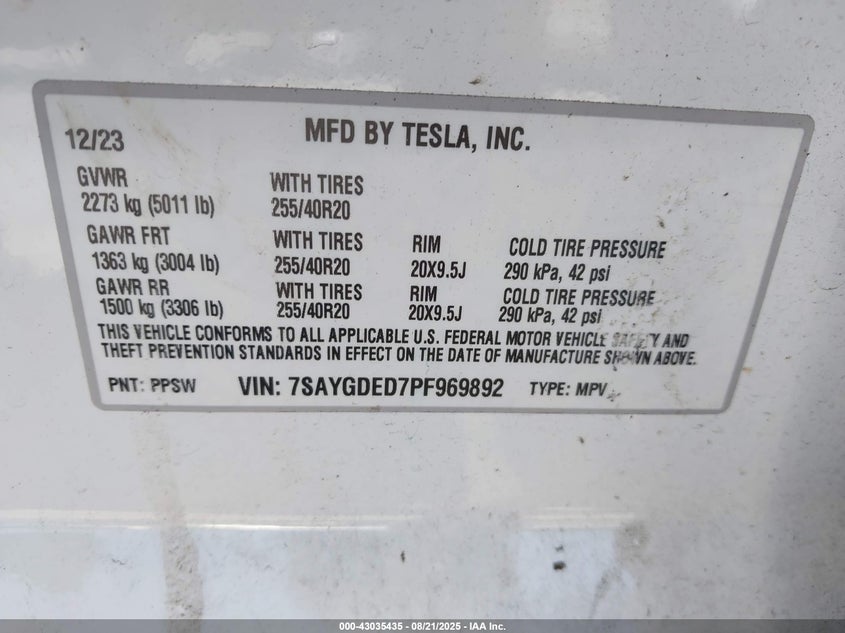 12/23 MFD BY TESLA, INC.
GVWR WITH TIRES
2273 kg (5011 lb) 255/40R20
GAWR FRT WITH TIRES RIM COLD TIRE PRESSURE
1363 kg (3004 lb) 255/40R20 20X9.5J 290 kPa, 42 psi
GAWR RR WITH TIRES RIM COLD TIRE PRESSURE
1500 kg (3306 lb) 255/40R20 20X9.5J 290 kPa, 42 psi
THIS VEHICLE CONFORMS TO ALL APPLICABLE U.S. FEDERAL MOTOR VEHICLE SAFETY AND
THEFT PREVENTION STANDARDS IN EFFECT ON THE DATE OF MANUFACTURE SHOWN ABOVE.
PNT: PPSW VIN: 7SAYGDED7PF969892 TYPE: MPV
000-43035435 - 08/21/2025 - IAA Inc.